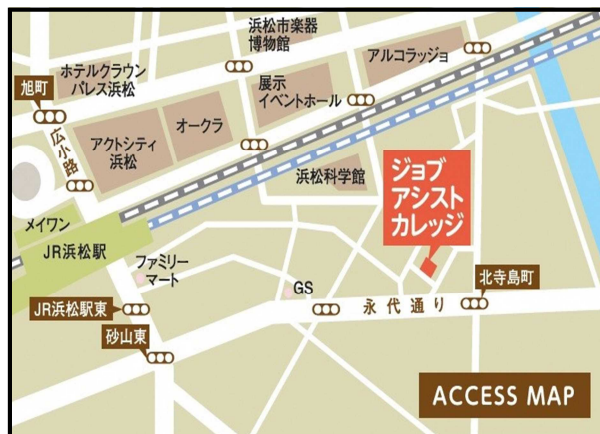 浜松市楽器
博物館
アルコラッジョ
ホテルクラウン
パレス浜松
旭町
展示
イベントホール
オークラ
アクトシティ
浜松
広小路
浜松科学館
ジョブ
アシスト
カレッジ
メイワン
JR浜松駅
ファミリー
マート
GS
北寺島町
JR浜松駅東
永代通り
砂山東
ACCESS MAP